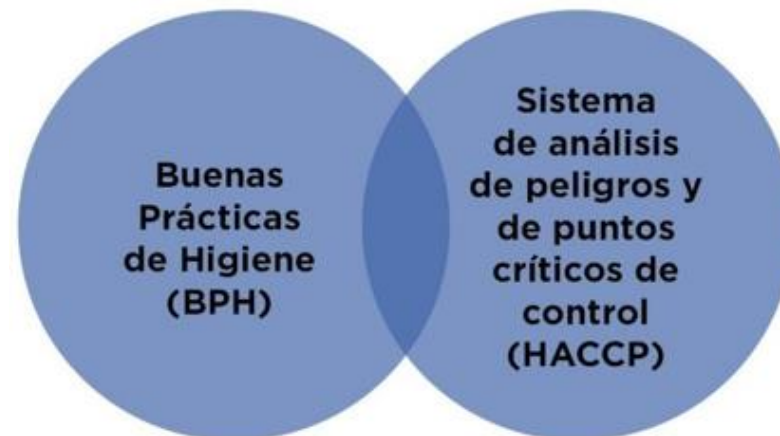 Buenas
Prácticas
de Higiene
(BPH)
Sistema
de análisis
de peligros y
de puntos
críticos de
control
(HACCP)